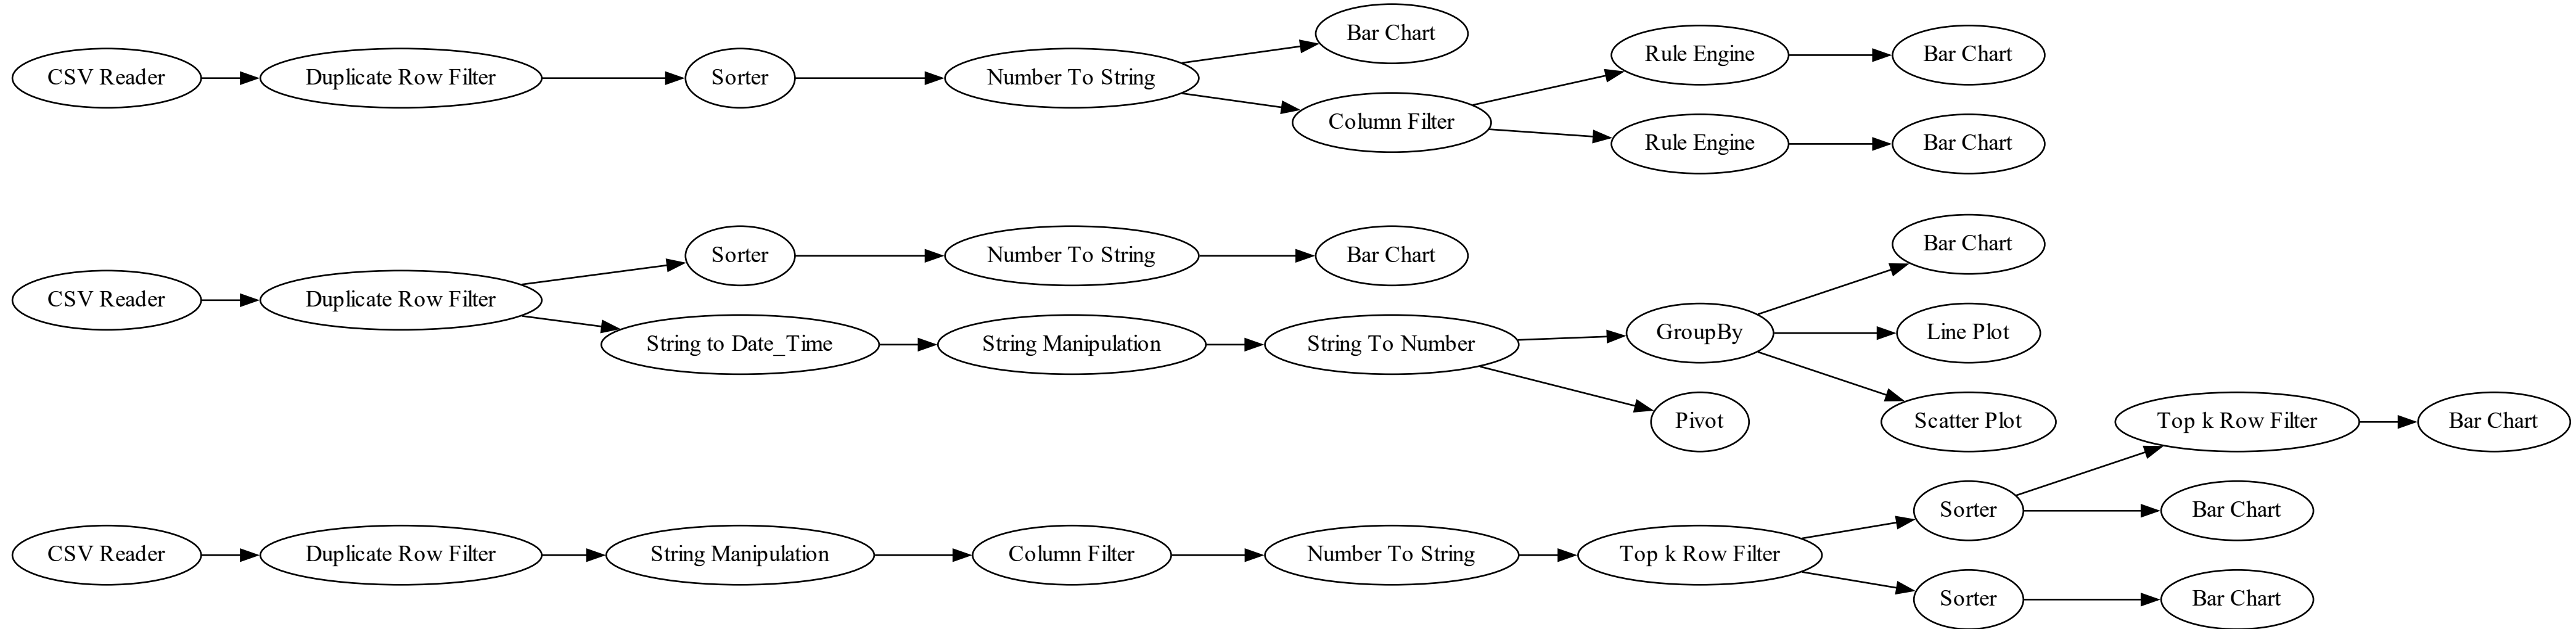 Bar Chart
CSV Reader
Duplicate Row Filter
Sorter
Number To String
Rule Engine
Bar Chart
Column Filter
Rule Engine
Bar Chart
Sorter
Number To String
Bar Chart
Bar Chart
CSV Reader
Duplicate Row Filter
String to Date_Time
String Manipulation
String To Number
GroupBy
Line Plot
Pivot
Scatter Plot
Top k Row Filter
Bar Chart
Sorter
Bar Chart
CSV Reader
Duplicate Row Filter
String Manipulation
Column Filter
Number To String
Top k Row Filter
Sorter
Bar Chart